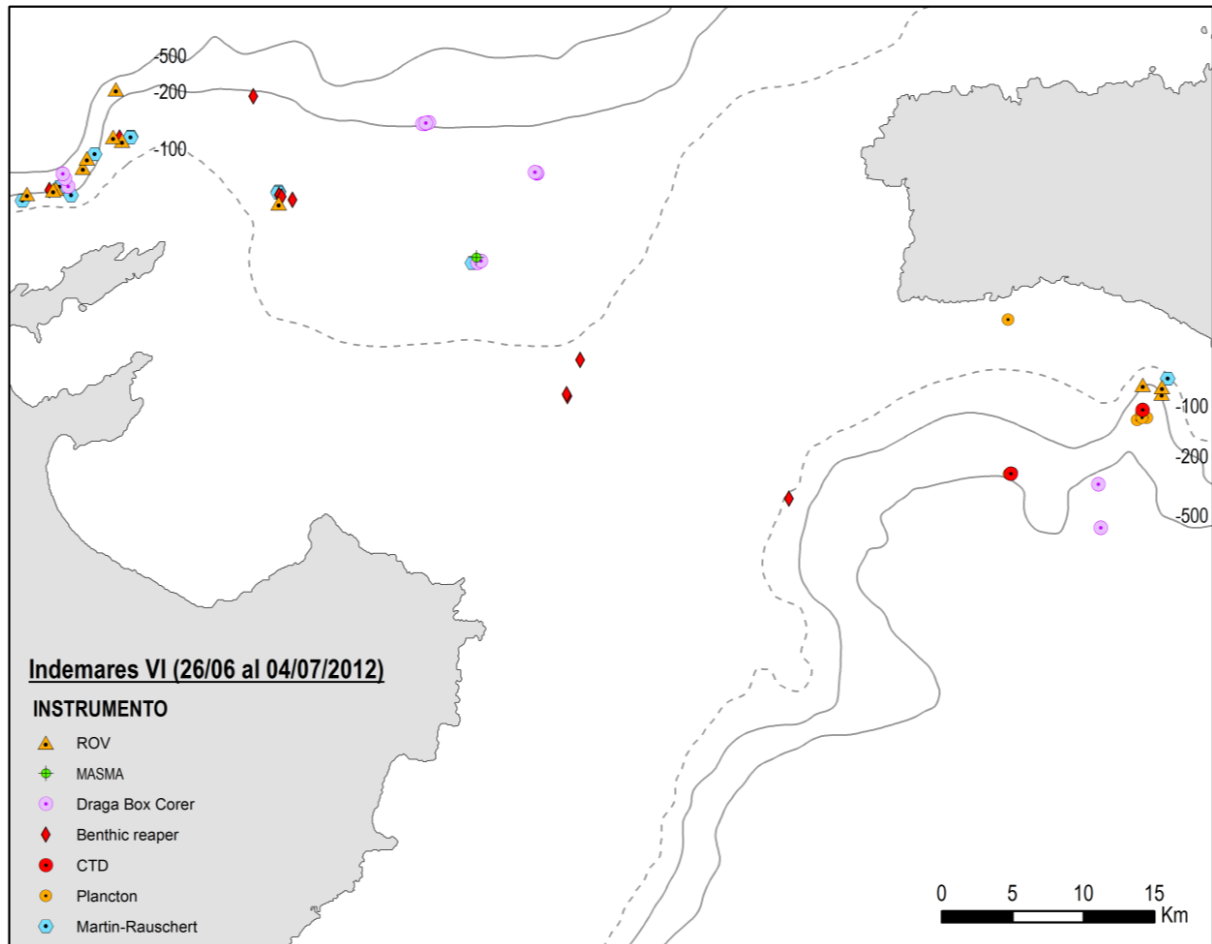 -500
-200
-100
-100
-200
-500
Indemares VI (26/06 al 04/07/2012)
INSTRUMENTO
ROV
MASMA
Draga Box Corer
Benthic reaper
CTD
Plancton
Martin-Rauschert
0 5 10 15
Km